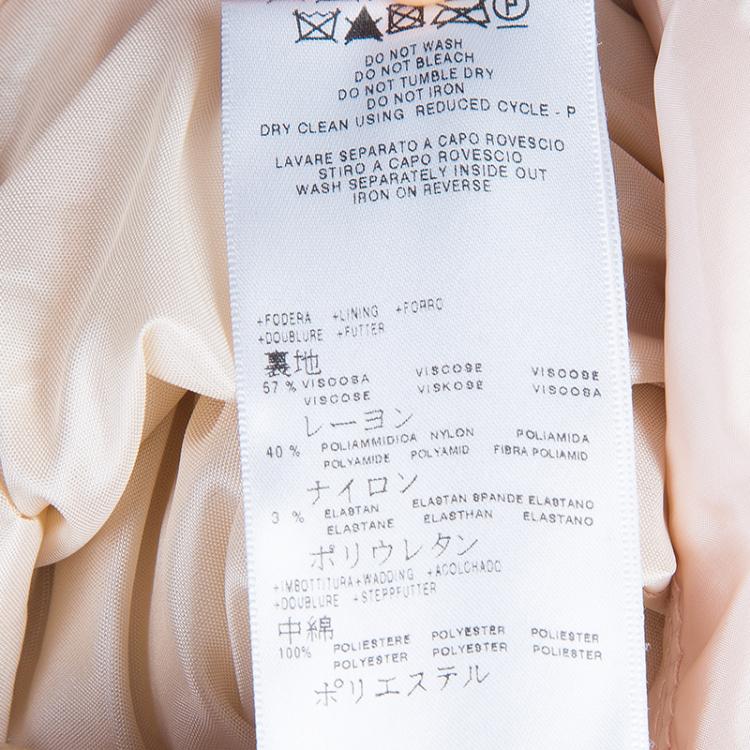 P
DO NOT WASH
DO NOT BLEACH
DO NOT TUMBLE DRY
DO NOT IRON
DRY CLEAN USING REDUCED CYCLE - P
LAVARE SEPARATO A CAPO ROVESCIO
STIRO A CAPO ROVESCIO
WASH SEPARATELY INSIDE OUT
IRON ON REVERSE
+FODERA +LINING +FORRO
+DOUBLURE +FUTTER
裏地
57 % VISCOSA VISCOSE VISOOSE
VISCOSE VISKOSE VISCOSA
レーヨン
40 % POLIAMMIDICA NYLON POLIAMIDA
POLYAMIDE POLYAMID FIBRA POLIAMID
ナイロン
3 % ELASTAN ELASTAN SPANDE ELASTANO
ELASTANE ELASTHAN ELASTANO
ポリウレタン
+IMBOTTITURA+WADDING +ACOLCHADO
+DOUBLURE +STEPPFUTTER
中綿
100% POLIESTERE POLYESTER POLIESTER
POLYESTER POLYESTER POLIESTER
ポリエステル